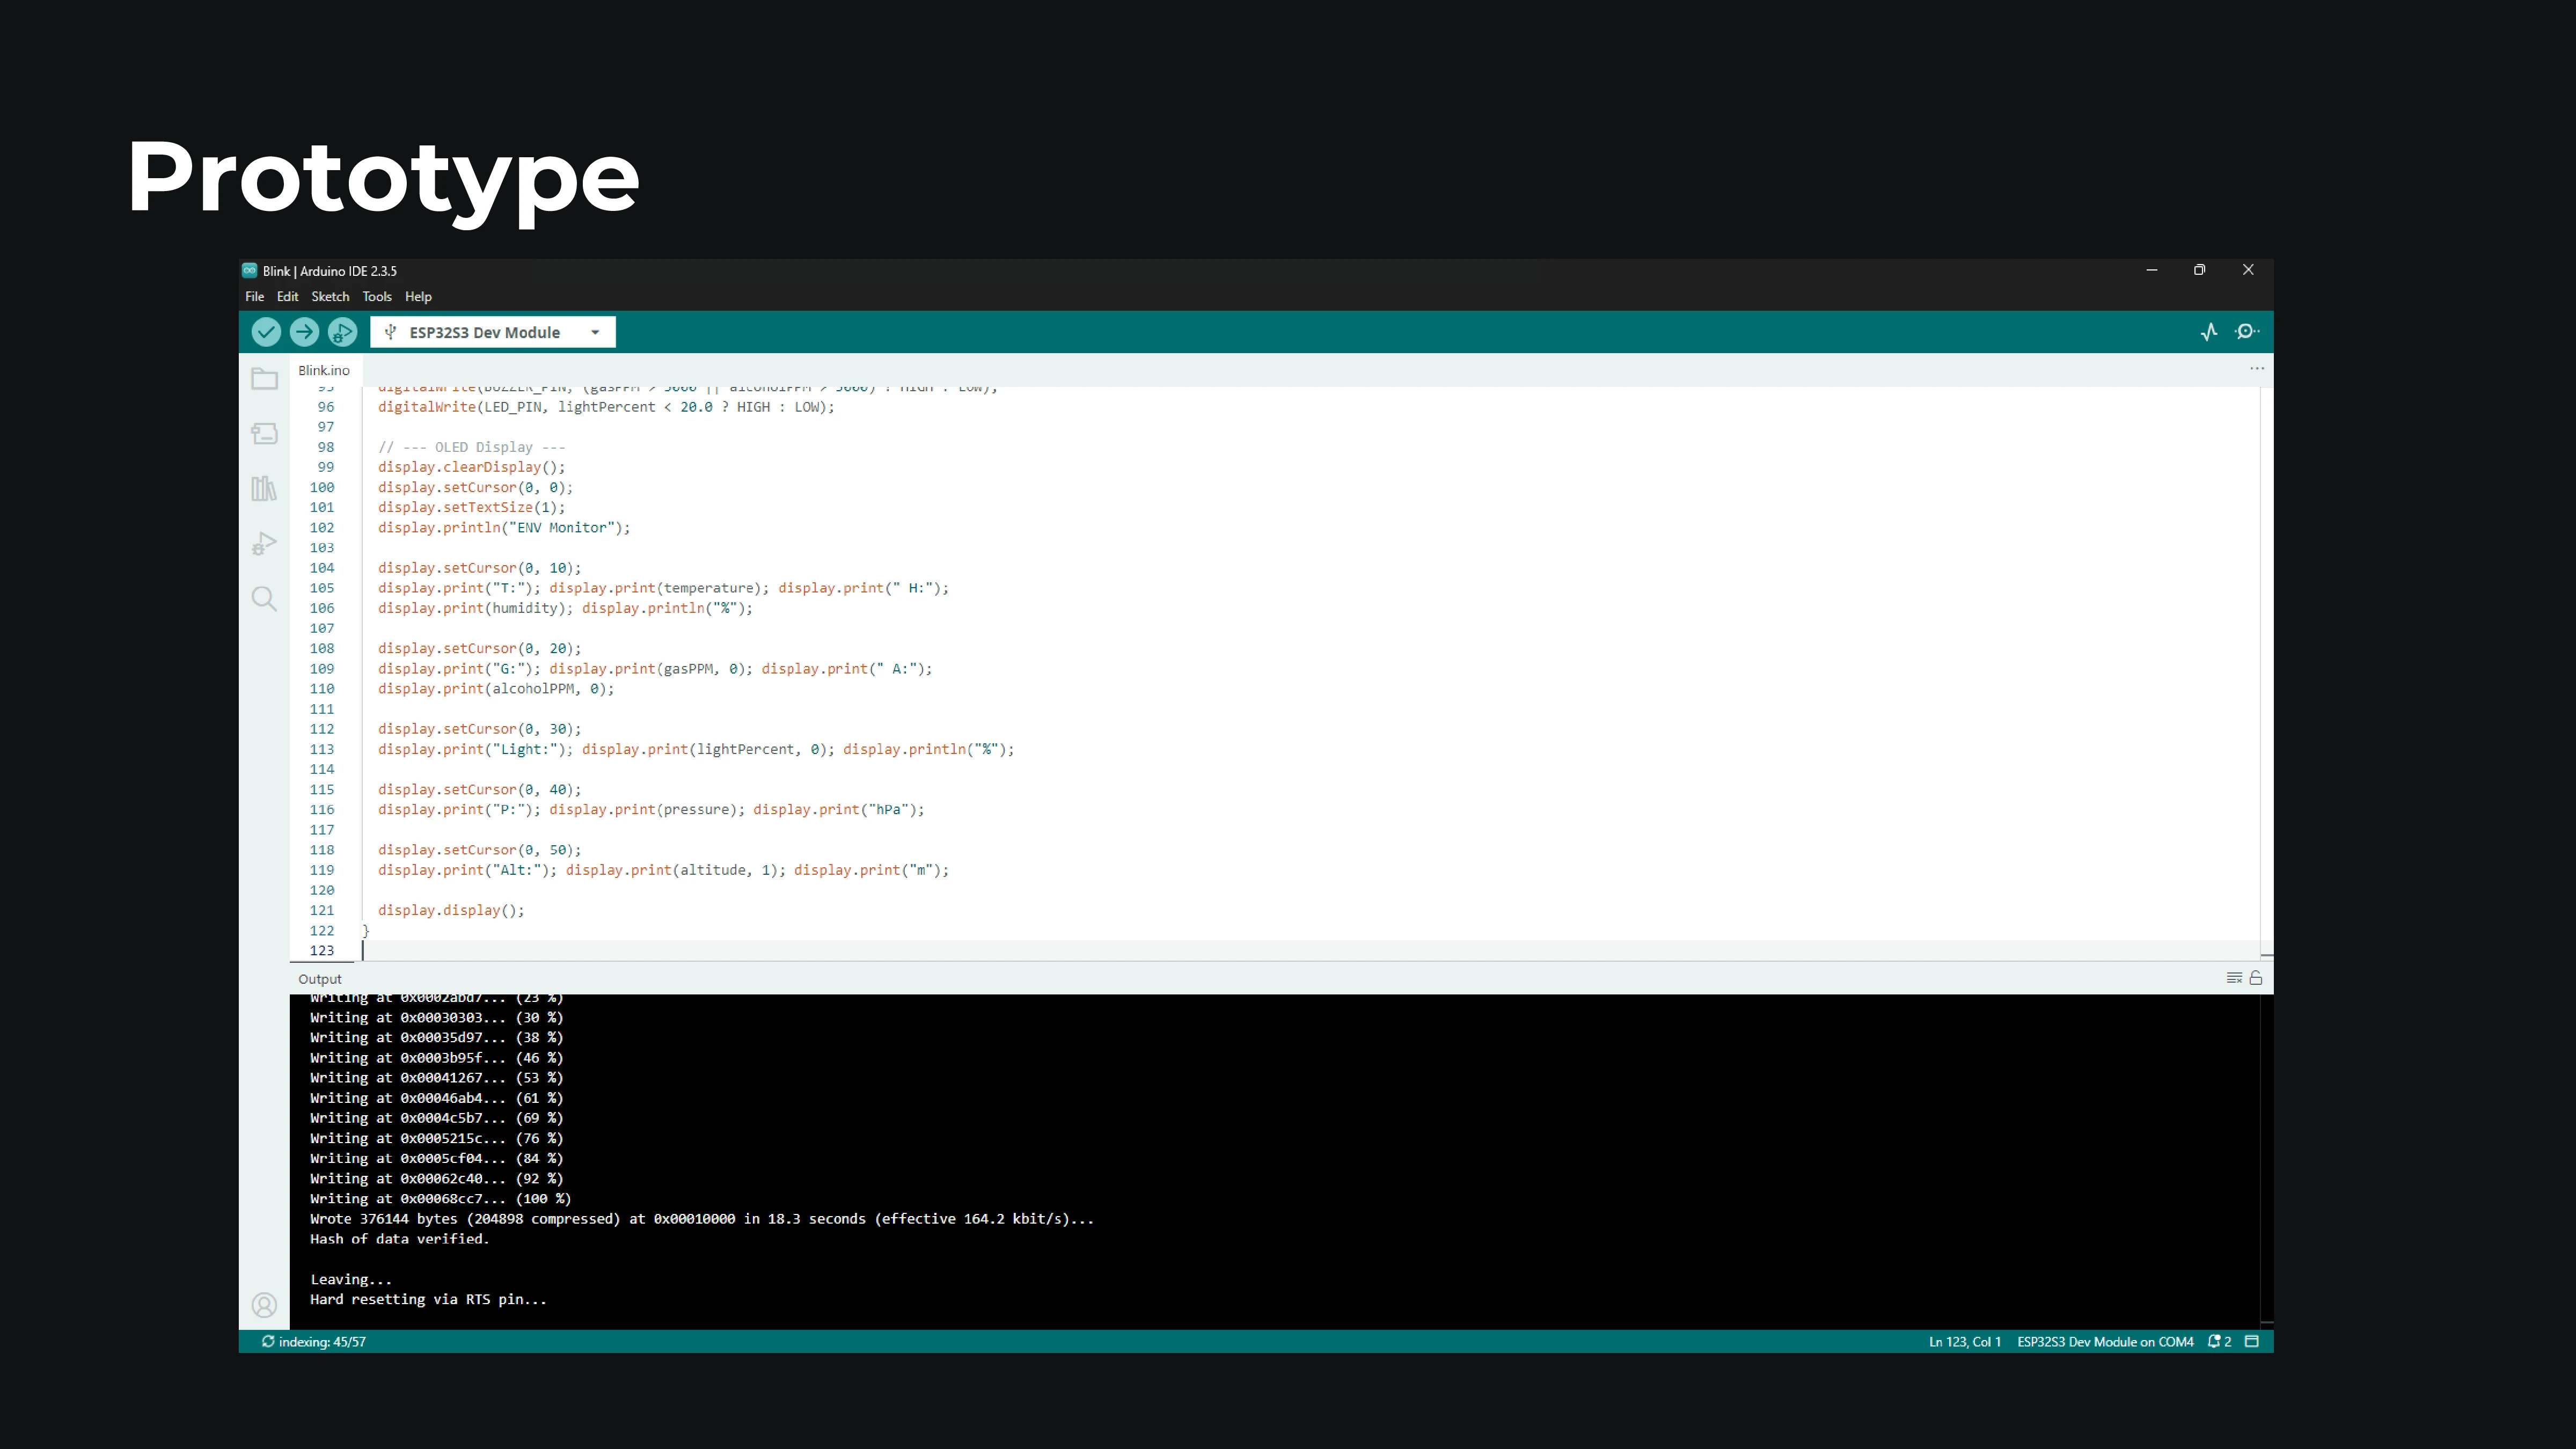 Prototype
Blink | Arduino IDE 2.3.5
File Edit Sketch Tools Help
ESP32S3 Dev Module
Blink.ino
96 digitalWrite(LED_PIN, lightPercent < 20.0 ? HIGH : LOW);
97
98 // --- OLED Display ---
99 display.clearDisplay();
100 display.setCursor(0, 0);
101 display.setTextSize(1);
102 display.println("ENV Monitor");
103
104 display.setCursor(0, 10);
105 display.print("T:"); display.print(temperature); display.print(" H:");
106 display.print(humidity); display.println("%");
107
108 display.setCursor(0, 20);
109 display.print("G:"); display.print(gasPPM, 0); display.print(" A:");
110 display.print(alcoholPPM, 0);
111
112 display.setCursor(0, 30);
113 display.print("Light:"); display.print(lightPercent, 0); display.println("%");
114
115 display.setCursor(0, 40);
116 display.print("P:"); display.print(pressure); display.print("hPa");
117
118 display.setCursor(0, 50);
119 display.print("Alt:"); display.print(altitude, 1); display.print("m");
120
121 display.display();
122 }
123
Output
Writing at 0x0002abd7... (23 %)
Writing at 0x00030303... (30 %)
Writing at 0x00035d97... (38 %)
Writing at 0x0003b95f... (46 %)
Writing at 0x00041267... (53 %)
Writing at 0x00046ab4... (61 %)
Writing at 0x0004c5b7... (69 %)
Writing at 0x0005215c... (76 %)
Writing at 0x0005cf04... (84 %)
Writing at 0x00062c40... (92 %)
Writing at 0x00068cc7... (100 %)
Wrote 376144 bytes (204898 compressed) at 0x00010000 in 18.3 seconds (effective 164.2 kbit/s)...
Hash of data verified.
Leaving...
Hard resetting via RTS pin...
indexing: 45/57
Ln 123, Col 1 ESP32S3 Dev Module on COM4 2